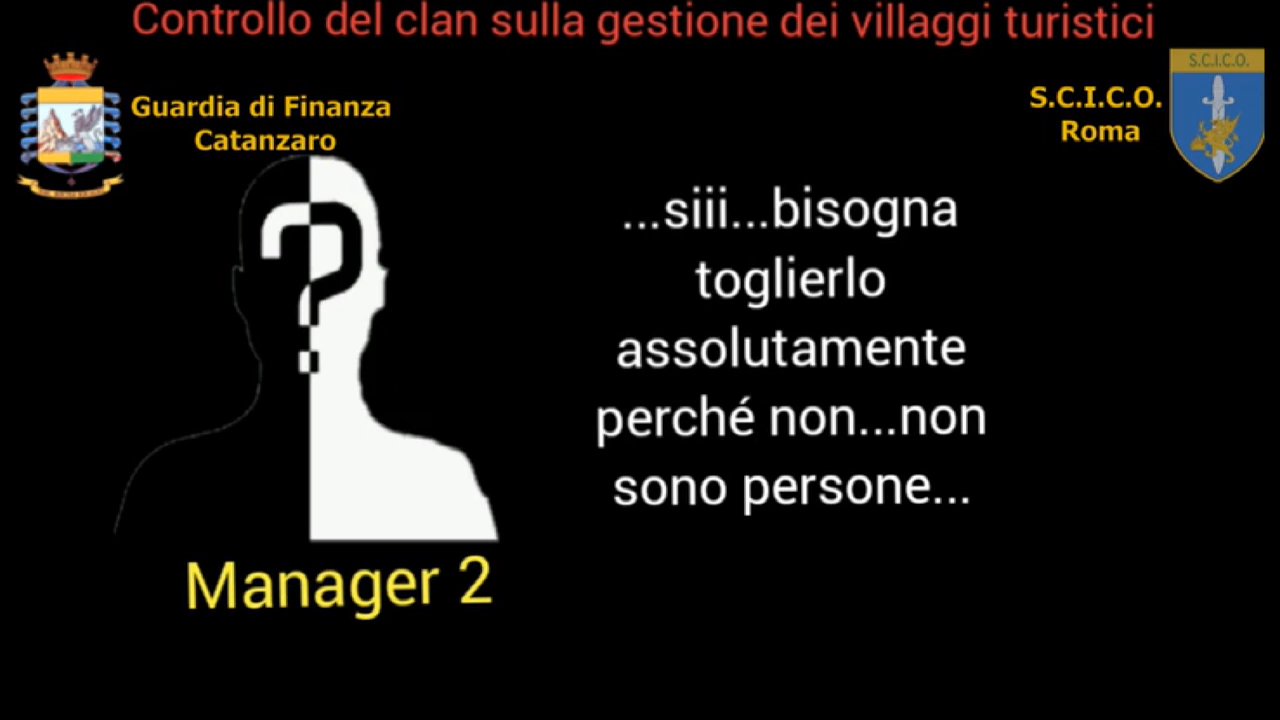 Controllo del clan sulla gestione dei villaggi turistici
Guardia di Finanza
Catanzaro
S.C.I.C.O.
Roma
S.C.I.C.O.
...siii...bisogna
toglierlo
assolutamente
perché non...non
sono persone...
?
Manager 2